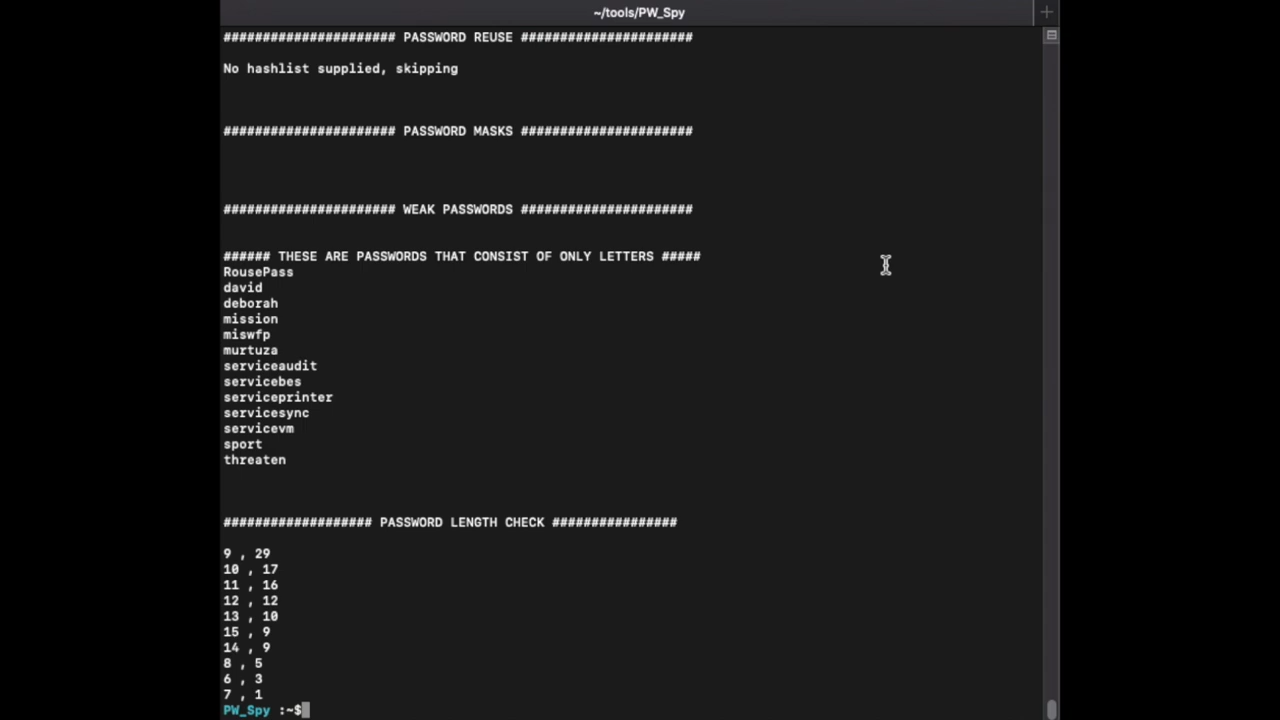 ~/tools/PW_Spy
###################### PASSWORD REUSE ######################
No hashlist supplied, skipping
###################### PASSWORD MASKS ######################
###################### WEAK PASSWORDS ######################
###### THESE ARE PASSWORDS THAT CONSIST OF ONLY LETTERS #####
RousePass
david
deborah
mission
miswfp
murtuza
serviceaudit
servicebes
serviceprinter
servicesync
servicevm
sport
threaten
################### PASSWORD LENGTH CHECK ################
9 , 29
10 , 17
11 , 16
12 , 12
13 , 10
15 , 9
14 , 9
8 , 5
6 , 3
7 , 1
PW_Spy :~$